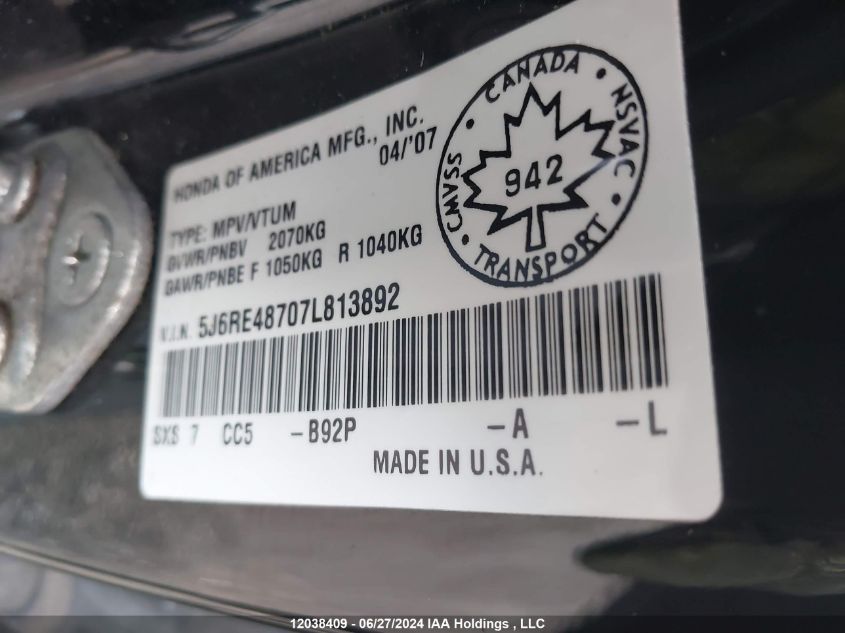 HONDA OF AMERICA MFG., INC.
04/'07
TYPE: MPV/VTUM
GVWR/PNBV 2070KG
GAWR/PNBE F 1050KG R 1040KG
V.I.N. 5J6RE48707L813892
SXS 7 CC5 -B92P -A -L
MADE IN U.S.A.
CANADA • NSVAC •
942
CMVSS •
TRANSPORT •
12038409 - 06/27/2024 IAA Holdings , LLC